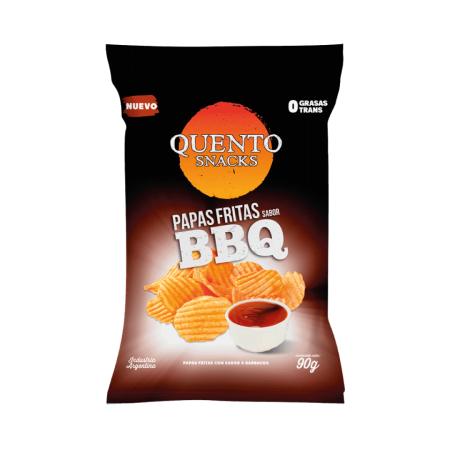 NUEVO
0 GRASAS
TRANS
QUENTO
SNACKS
PAPAS FRITAS SABOR
BBQ
Industria
Argentina
PAPAS FRITAS CON SABOR A BARBACOA
90g